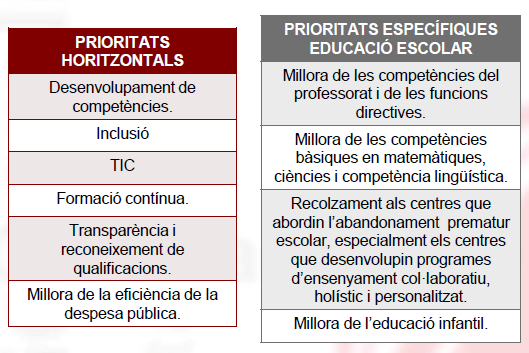 PRIORITATS
HORITZONTALS
Desenvolupament de
competències.
Inclusió
TIC
Formació contínua.
Transparència i
reconeixement de
qualificacions.
Millora de la eficiència de la
despesa pública.
PRIORITATS ESPECÍFIQUES
EDUCACIÓ ESCOLAR
Millora de les competències del
professorat i de les funcions
directives.
Millora de les competències
bàsiques en matemàtiques,
ciències i competència lingüística.
Recolzament als centres que
abordin l’abandonament prematur
escolar, especialment els centres
que desenvolupin programes
d’ensenyament col·laboratiu,
holístic i personalitzat.
Millora de l’educació infantil.